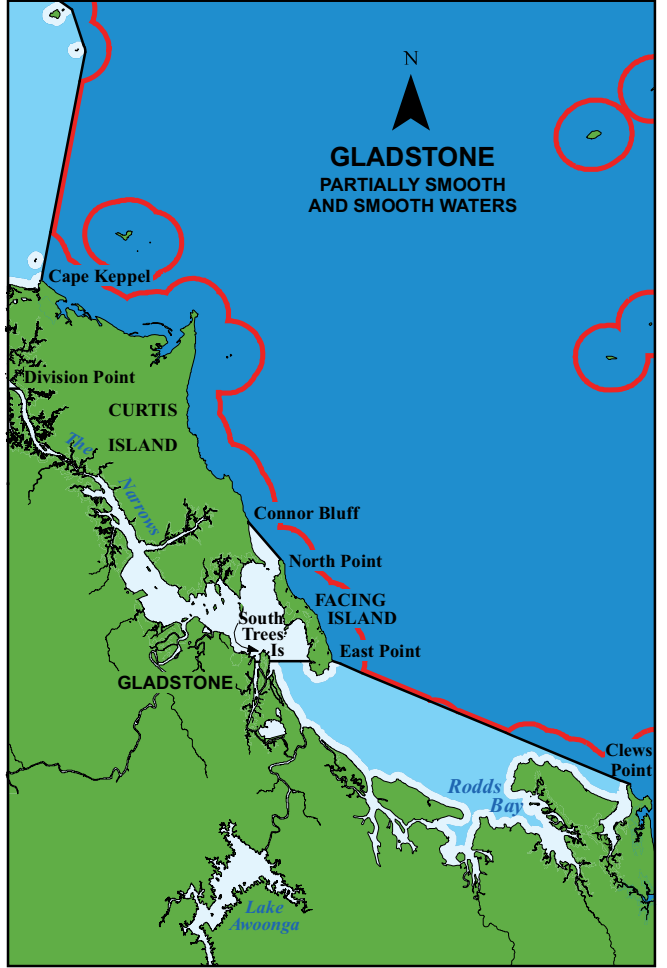 N
GLADSTONE
PARTIALLY SMOOTH
AND SMOOTH WATERS
Cape Keppel
Division Point
CURTIS
ISLAND
The
Narrows
Connor Bluff
North Point
FACING
ISLAND
South
Trees
Is
East Point
GLADSTONE
Clews
Point
Rodds
Bay
Lake
Awoonga